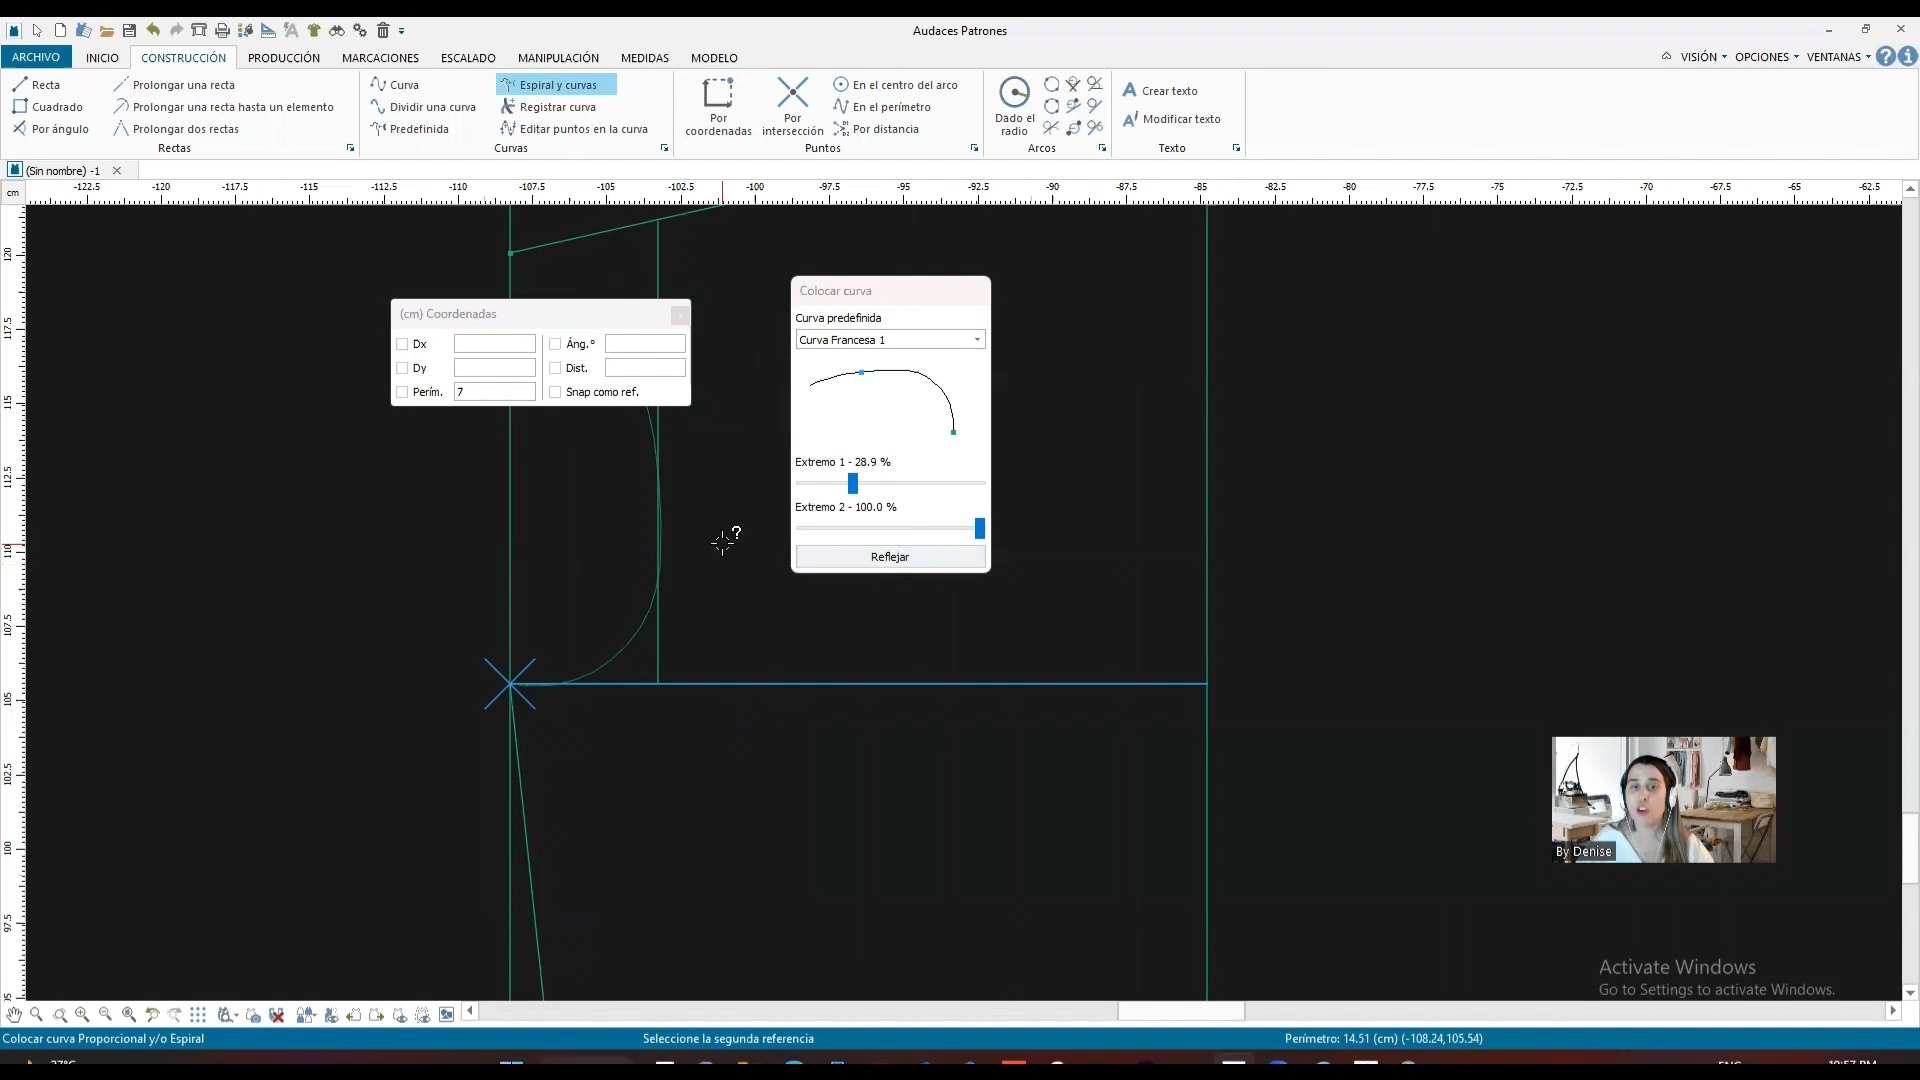 Audaces Patrones
ARCHIVO INICIO CONSTRUCCIÓN PRODUCCIÓN MARCACIONES ESCALADO MANIPULACIÓN MEDIDAS MODELO VISIÓN OPCIONES VENTANAS
Recta Prolongar una recta Curva Espiral y curvas En el centro del arco Crear texto
Cuadrado Prolongar una recta hasta un elemento Dividir una curva Registrar curva Por coordenadas Por intersección En el perímetro Dado el radio Modificar texto
Por ángulo Prolongar dos rectas Predefinida Editar puntos en la curva Por distancia
Rectas Curvas Puntos Arcos Texto
(Sin nombre) -1
cm -122.5 -120 -117.5 -115 -112.5 -110 -107.5 -105 -102.5 -100 -97.5 -95 -92.5 -90 -87.5 -85 -82.5 -80 -77.5 -75 -72.5 -70 -67.5 -65 -62.5
120
117.5
115
112.5
110
107.5
105
102.5
100
97.5
95
(cm) Coordenadas
Dx Áng.°
Dy Dist.
Perím. 7 Snap como ref.
Colocar curva
Curva predefinida
Curva Francesa 1
Extremo 1 - 28.9 %
Extremo 2 - 100.0 %
Reflejar
?
By Denise
Activate Windows
Go to Settings to activate Windows.
Colocar curva Proporcional y/o Espiral Seleccione la segunda referencia Perímetro: 14.51 (cm) (-108.24,105.54)